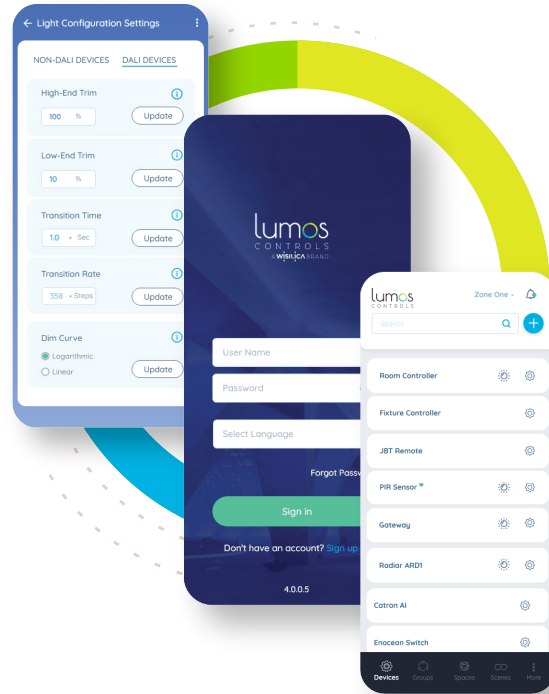 Light Configuration Settings
NON-DALI DEVICES DALI DEVICES
High-End Trim
100 % Update
Low-End Trim
10 % Update
Transition Time
1.0 Sec Update
Transition Rate
358 Steps Update
Dim Curve
Logarithmic
Linear Update
lumos
CONTROLS
A WISILICA BRAND
User Name
Password
Select Language
Forgot Passw
Sign in
Don't have an account? Sign up
4.0.0.5
lumos
CONTROLS
Zone One
Search
Room Controller
Fixture Controller
JBT Remote
PIR Sensor
Gateway
Radiar ARD1
Catron AI
Enocean Switch
Devices Groups Spaces Scenes More